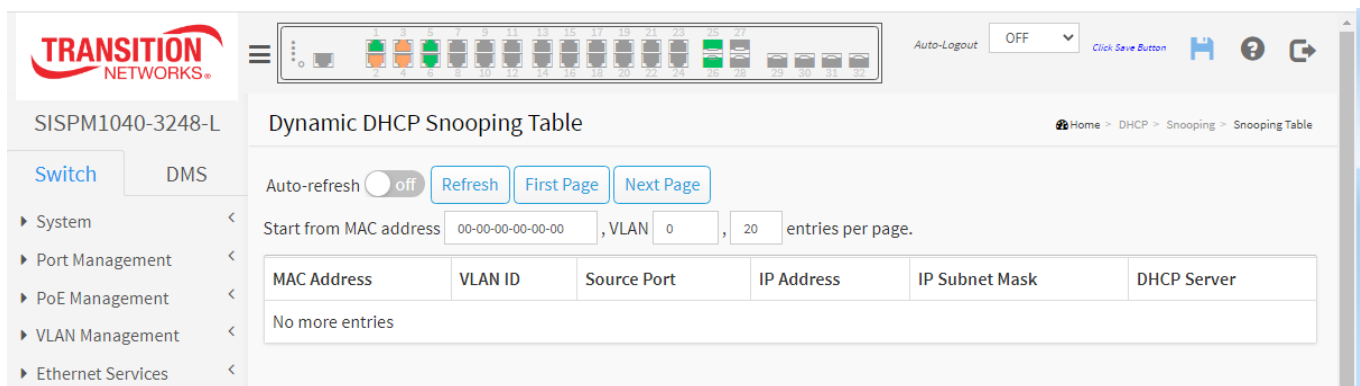 TRANSITION
NETWORKS®
1 3 5 7 9 11 13 15 17 19 21 23 25 27
2 4 6 8 10 12 14 16 18 20 22 24 26 28 29 30 31 32
Auto-Logout OFF Click Save Button
SISPM1040-3248-L
Dynamic DHCP Snooping Table
Home > DHCP > Snooping > Snooping Table
Switch DMS
Auto-refresh off Refresh First Page Next Page
System
Start from MAC address 00-00-00-00-00-00 , VLAN 0 , 20 entries per page.
Port Management
MAC Address VLAN ID Source Port IP Address IP Subnet Mask DHCP Server
PoE Management
No more entries
VLAN Management
Ethernet Services